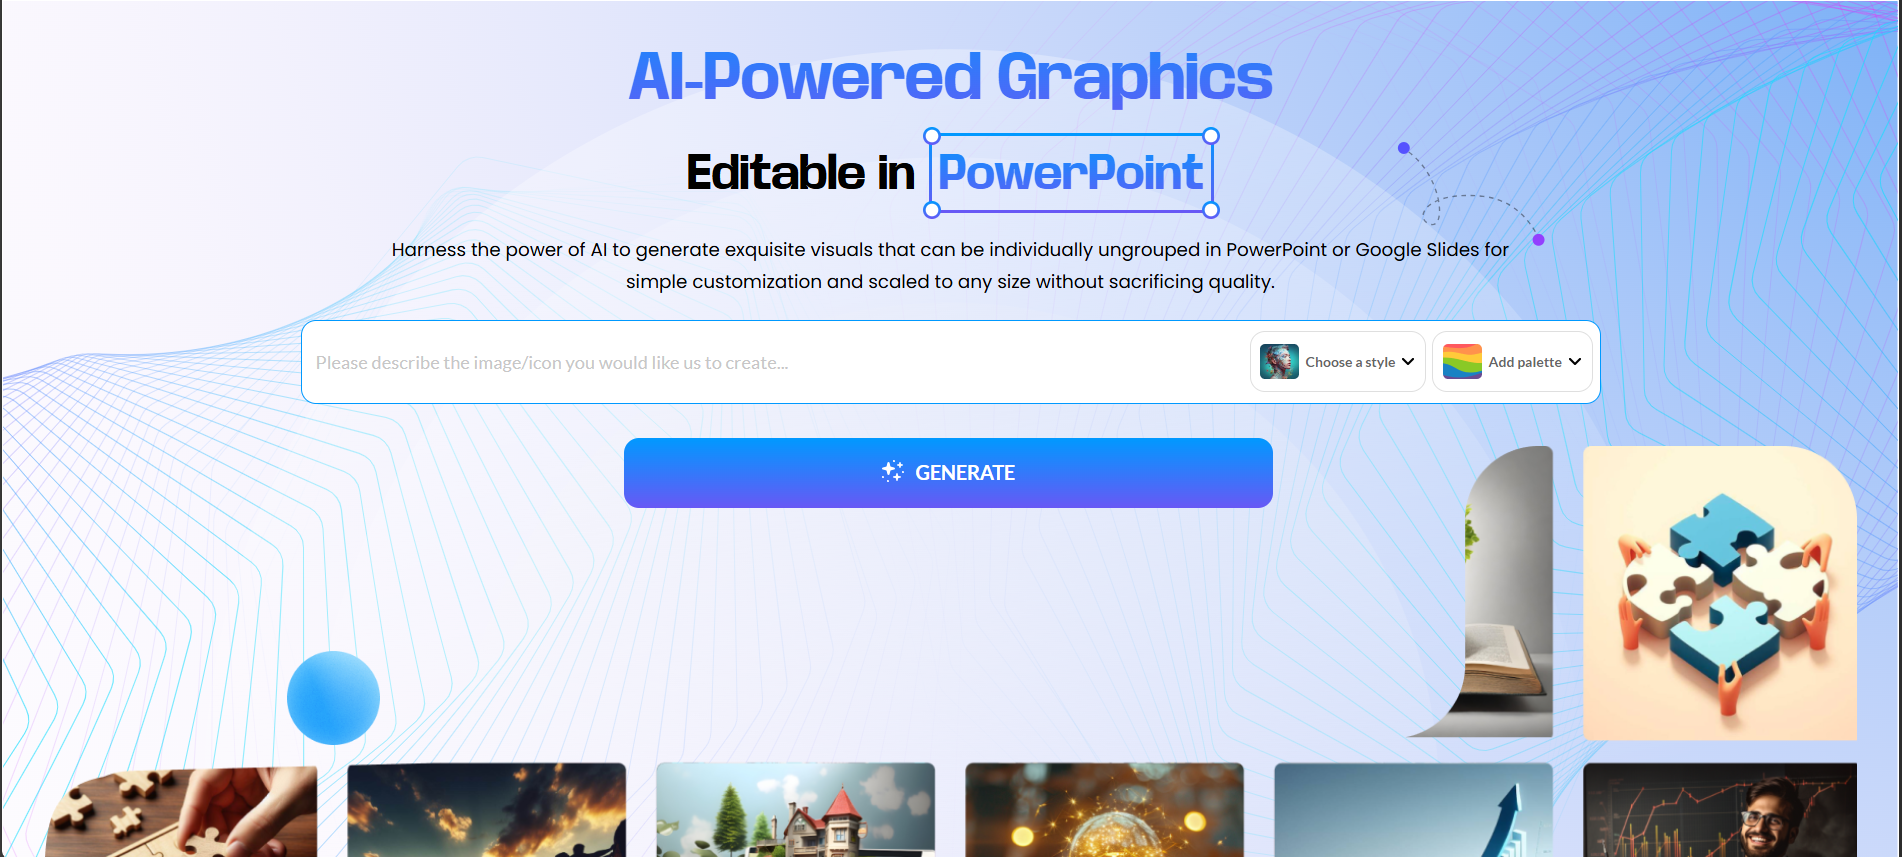 AI-Powered Graphics
Editable in PowerPoint
Harness the power of AI to generate exquisite visuals that can be individually ungrouped in PowerPoint or Google Slides for
simple customization and scaled to any size without sacrificing quality.
Please describe the image/icon you would like us to create...
Choose a style
Add palette
GENERATE